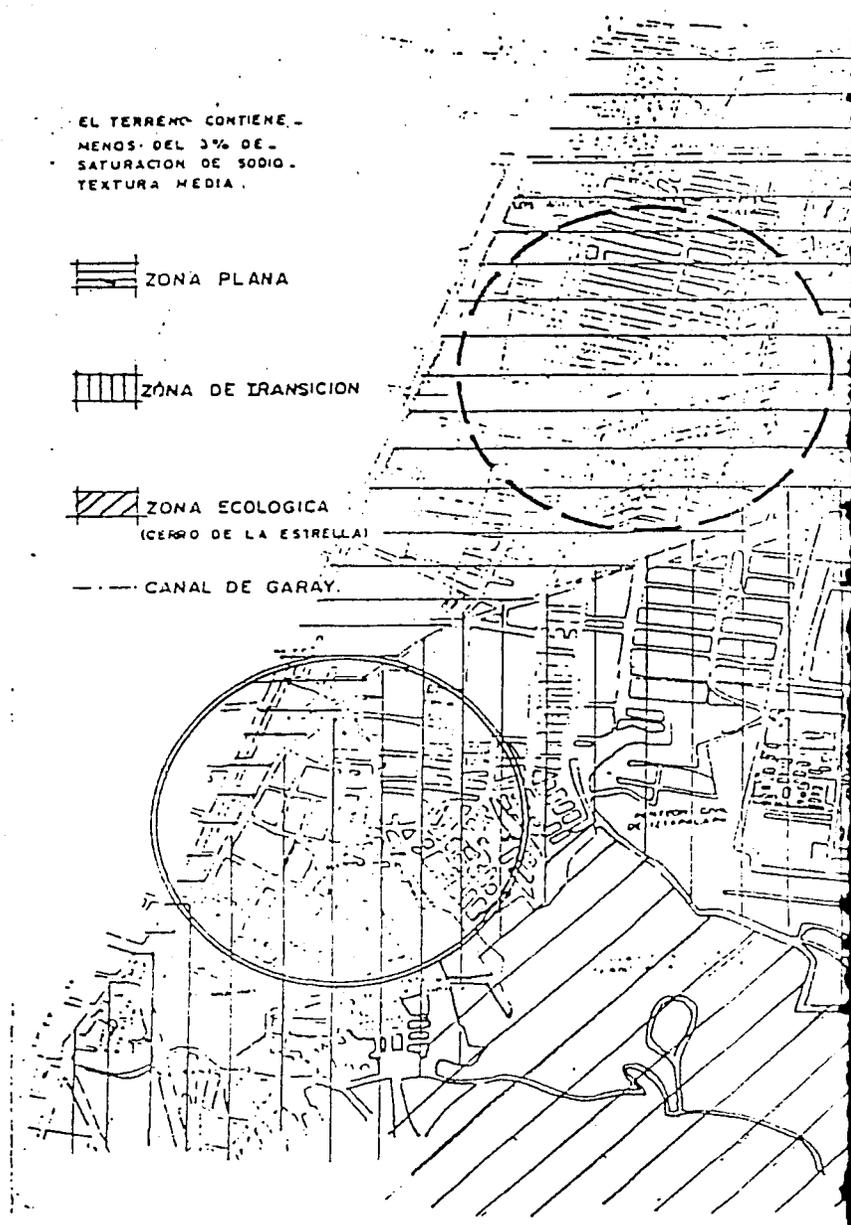 EL TERRENO CONTIENE -
MENOS DEL 3% DE -
SATURACION DE SODIO -
TEXTURA MEDIA .
ZONA PLANA
ZONA DE TRANSICION
ZONA ECOLOGICA
(CERRO DE LA ESTRELLA)
CANAL DE GARAY.